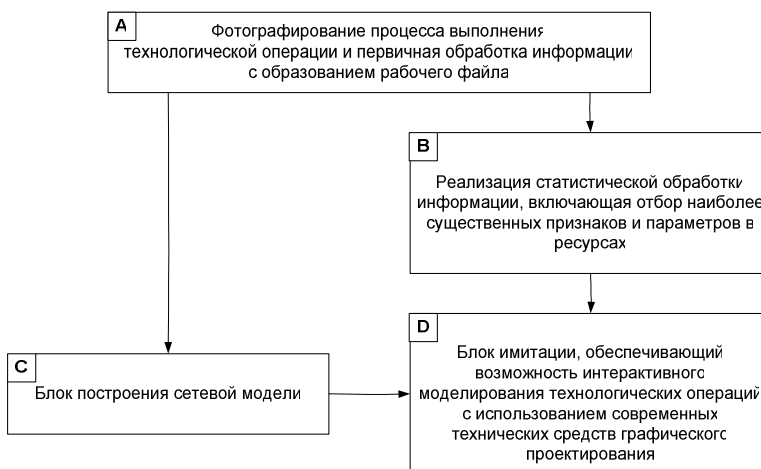 A
Фотографирование процесса выполнения
технологической операции и первичная обработка информации
с образованием рабочего файла
B
Реализация статистической обработки
информации, включающая отбор наиболее
существенных признаков и параметров в
ресурсах
C
Блок построения сетевой модели
D
Блок имитации, обеспечивающий
возможность интерактивного
моделирования технологических операций
с использованием современных
технических средств графического
проектирования